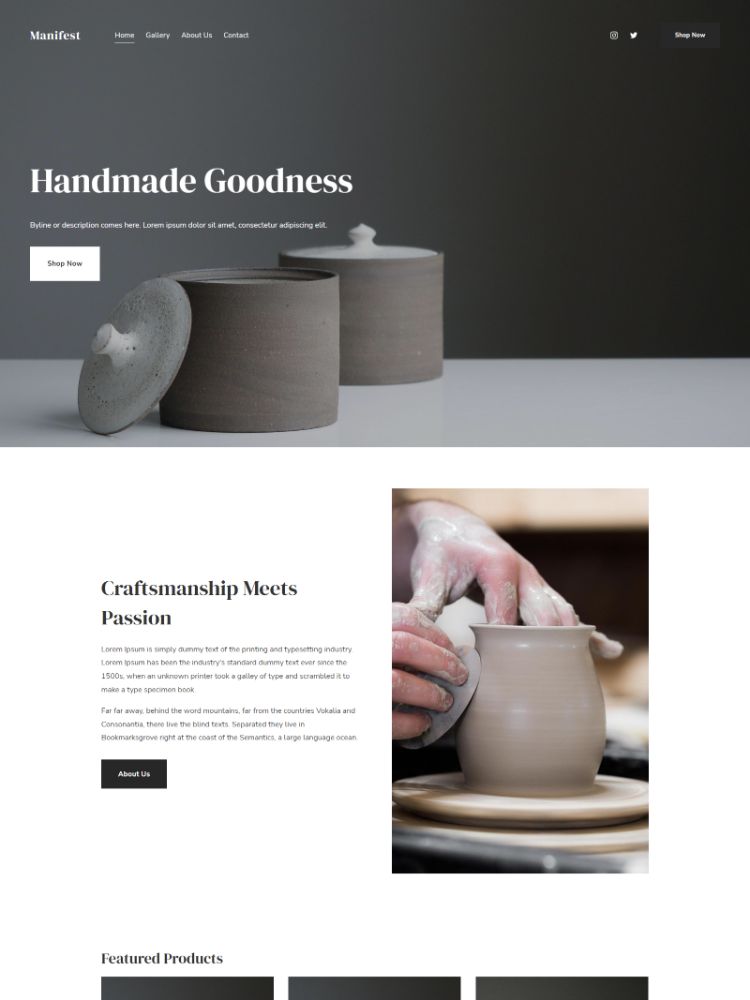 Manifest
Home Gallery About Us Contact
Shop Now
Handmade Goodness
Byline or description comes here. Lorem ipsum dolor sit amet, consectetur adipiscing elit.
Shop Now
Craftsmanship Meets
Passion
Lorem Ipsum is simply dummy text of the printing and typesetting industry.
Lorem Ipsum has been the industry's standard dummy text ever since the
1500s, when an unknown printer took a galley of type and scrambled it to
make a type specimen book.
Far far away, behind the word mountains, far from the countries Vokalia and
Consonantia, there live the blind texts. Separated they live in
Bookmarksgrove right at the coast of the Semantics, a large language ocean.
About Us
Featured Products